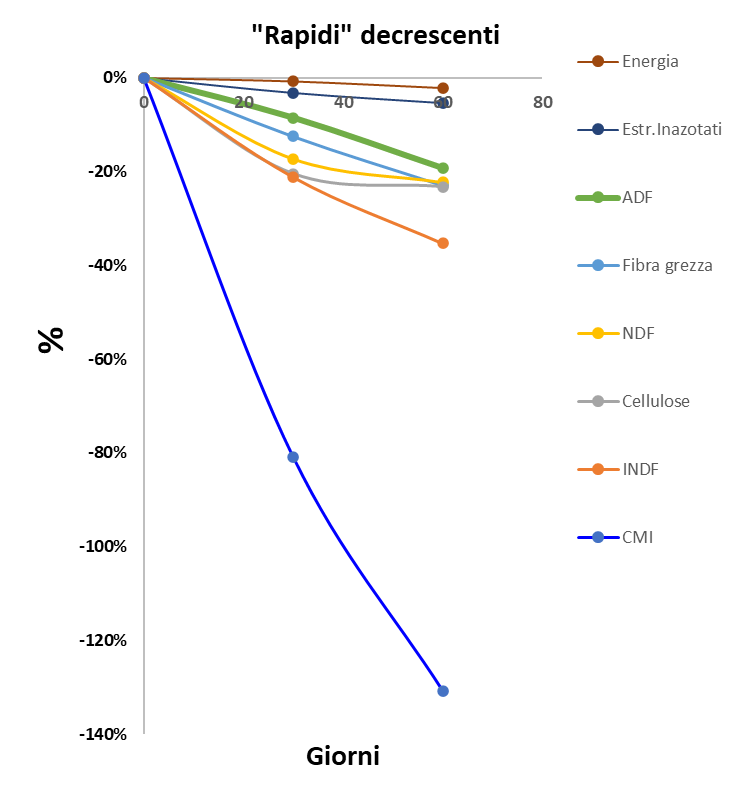 "Rapidi" decrescenti
0%
-20%
-40%
-60%
-80%
-100%
-120%
-140%
0
20
40
60
80
%
Giorni
Energia
Estr.Inazotati
ADF
Fibra grezza
NDF
Cellulose
INDF
CMI